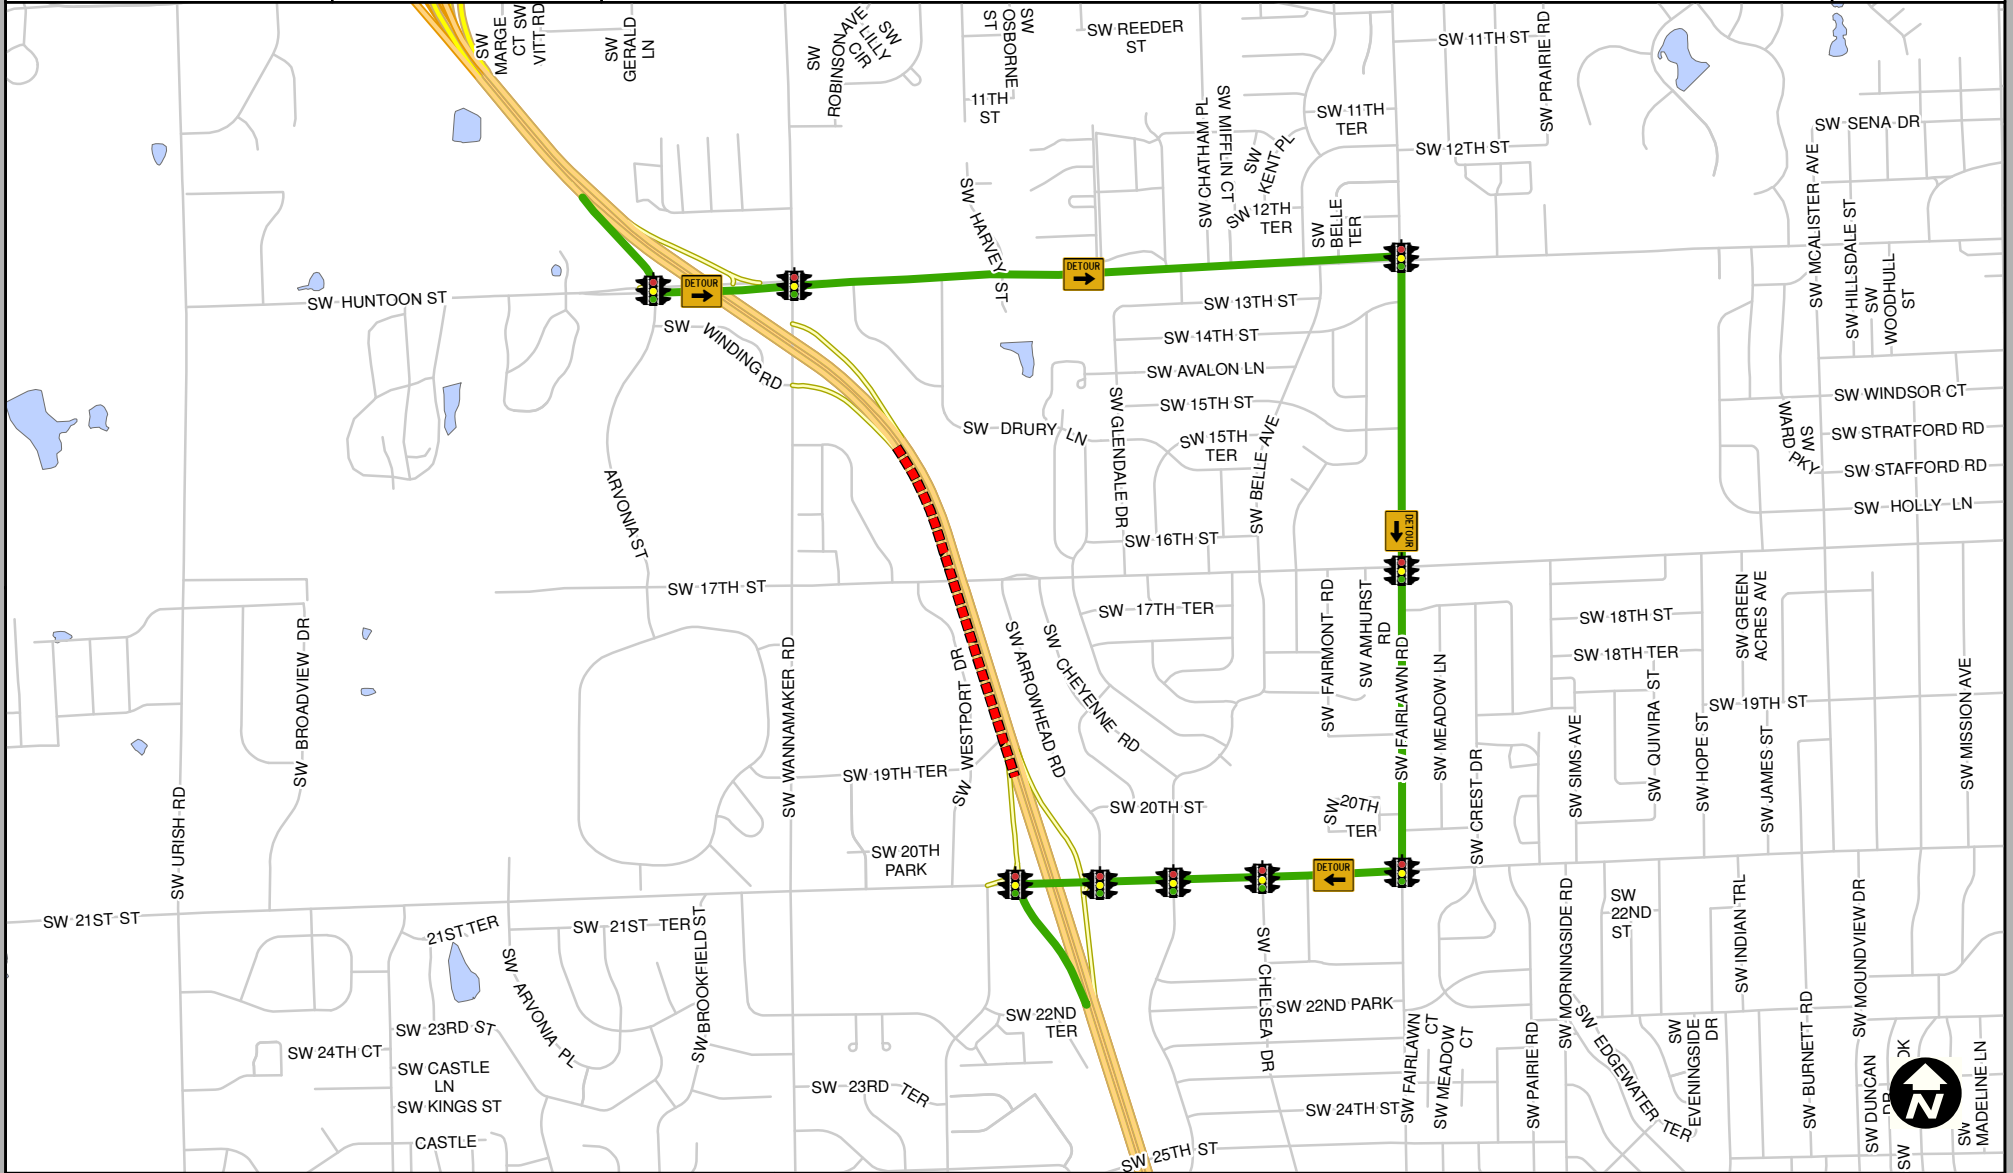 SW
MARGE
CT
SW
VITT RD
SW
GERALD
LN
SW
ROBINSON AVE
SW
LILLY
CIR
SW
OSBORNE
ST
SW REEDER
ST
SW 11TH ST
SW PRAIRIE RD
11TH
ST
SW CHATHAM PL
SW MIFFLIN CT
SW
KENT PL
SW 11TH
TER
SW 12TH ST
SW SENA DR
SW MCALISTER AVE
SW HARVEY ST
SW 12TH
TER
SW
BELLE
TER
SW HILLSDALE ST
SW
WOODHULL
ST
SW HUNTOON ST
DETOUR
DETOUR
SW 13TH ST
SW WINDING RD
SW 14TH ST
SW AVALON LN
SW WINDSOR CT
SW 15TH ST
SW DRURY LN
SW GLENDALE DR
SW 15TH
TER
SW BELLE AVE
SW
WARD PKY
SW STRATFORD RD
SW STAFFORD RD
SW HOLLY LN
ARVONIA ST
DETOUR
SW 16TH ST
SW 17TH ST
SW 17TH TER
SW FAIRMONT RD
SW AMHURST
RD
SW 18TH ST
SW GREEN
ACRES AVE
SW BROADVIEW DR
SW WANNAMAKER RD
SW WESTPORT DR
SW ARROWHEAD RD
SW CHEYENNE RD
SW FAIRLAWN RD
SW MEADOW LN
SW 18TH TER
SW QUIVIRA ST
SW 19TH ST
SW MISSION AVE
SW 19TH TER
SW SIMS AVE
SW HOPE ST
SW JAMES ST
SW URISH RD
SW 20TH ST
SW 20TH
TER
SW CREST DR
SW 20TH
PARK
DETOUR
SW 21ST ST
21ST TER
SW 21ST TER
SW BROOKFIELD ST
SW ARVONIA PL
SW CHELSEA DR
SW MORNINGSIDE RD
SW
22ND
ST
SW INDIAN TRL
SW MOUNDVIEW DR
SW 22ND
TER
SW 22ND PARK
SW 23RD ST
SW 24TH CT
SW CASTLE
LN
SW KINGS ST
CASTLE
SW 23RD TER
SW FAIRLAWN
CT
SW MEADOW
CT
SW PAIRIE RD
SW EDGEWATER TER
SW
EVENINGSIDE
DR
SW BURNETT RD
SW DUNCAN
DR
SW
OK
SW
MADELINE LN
SW 24TH ST
SW 25TH ST
N